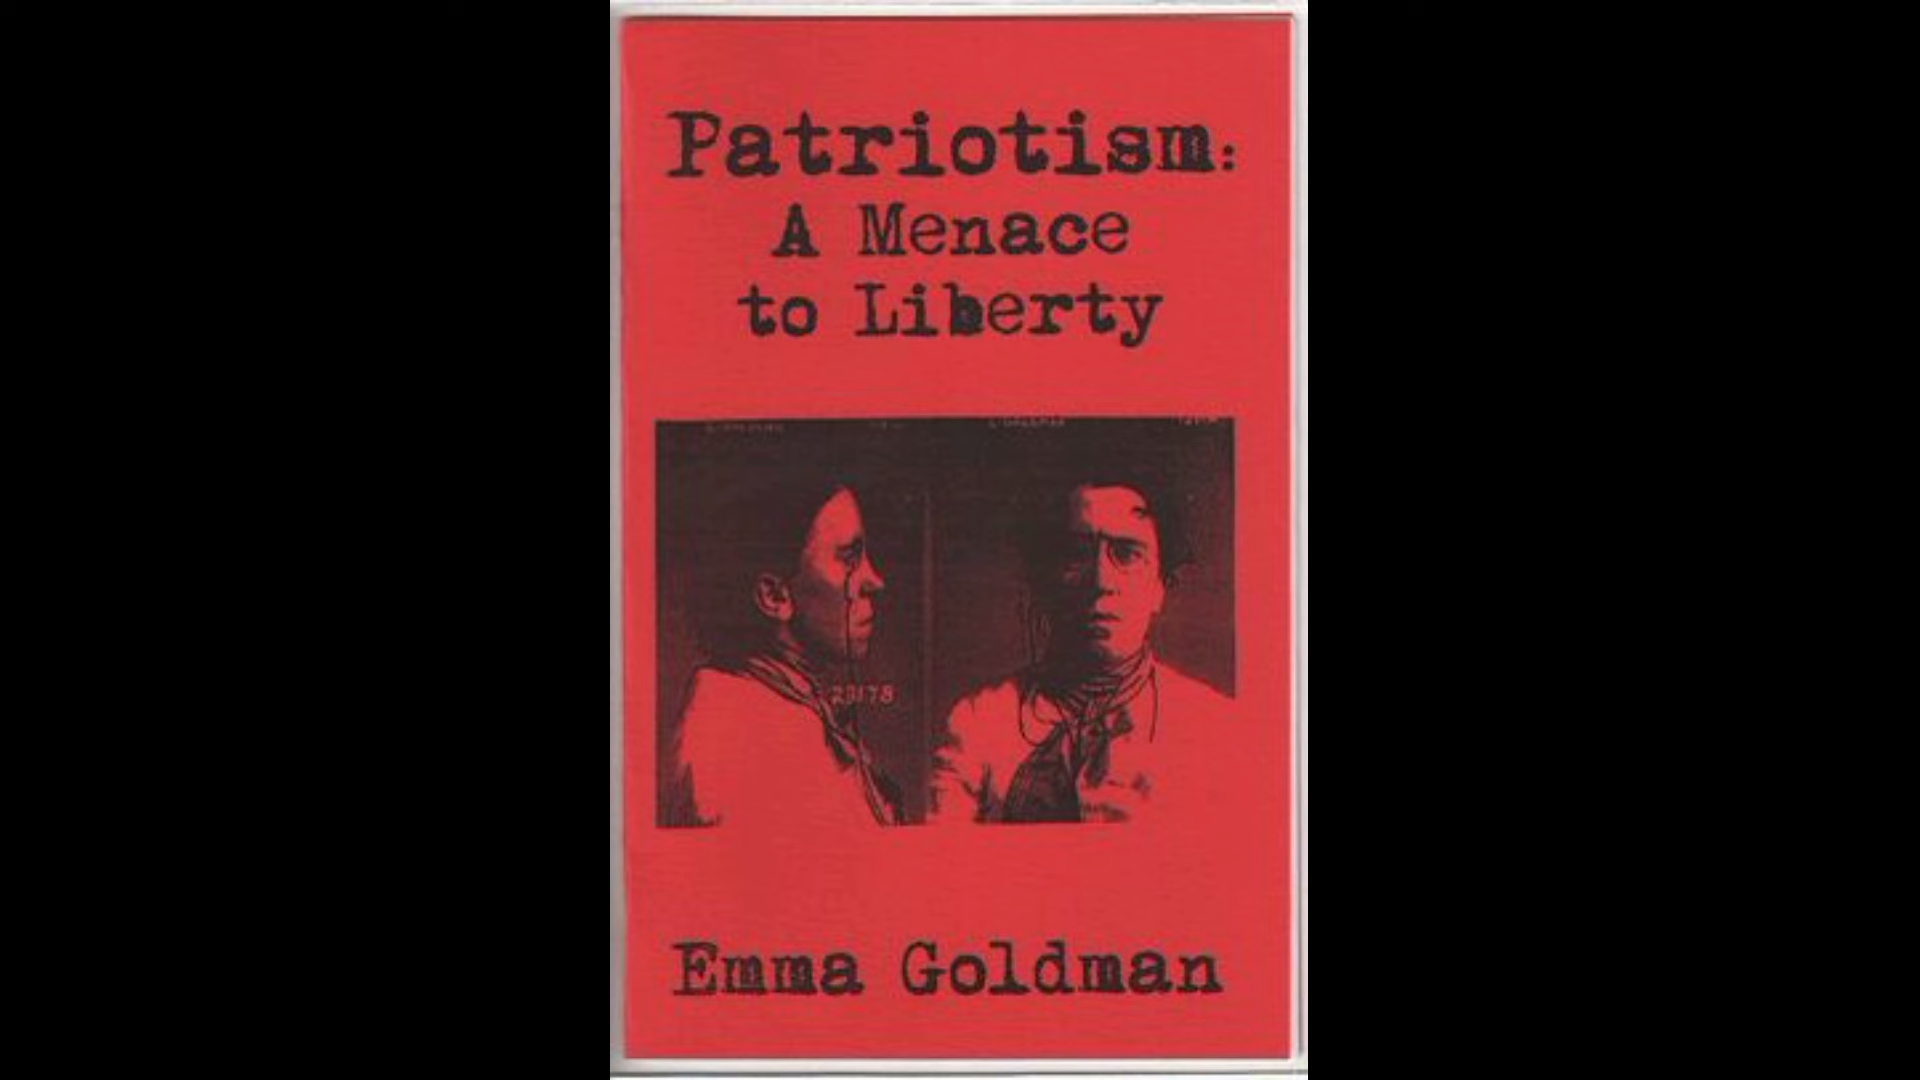 Patriotism:
A Menace
to Liberty
23178
Emma Goldman